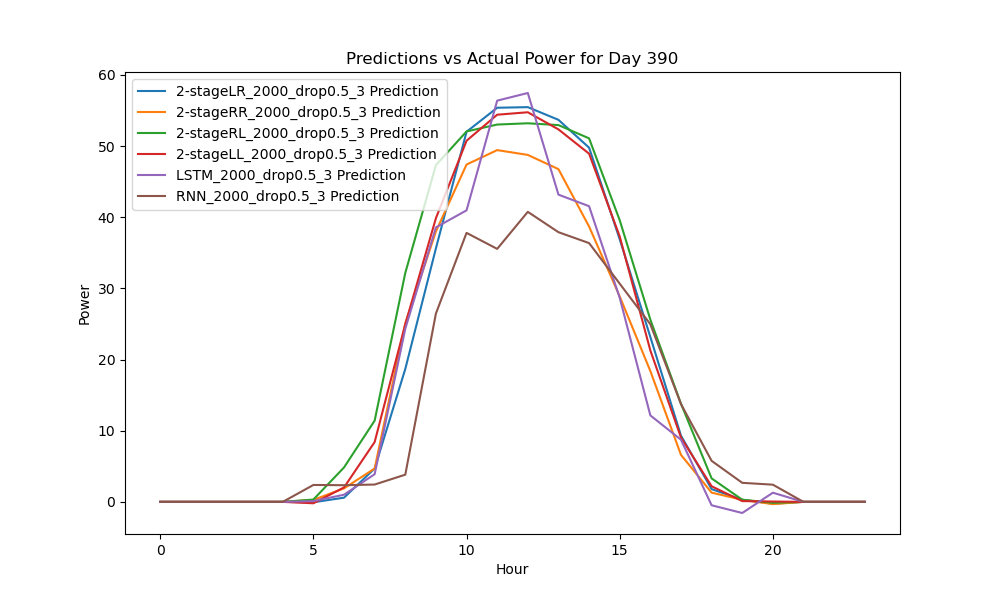 Predictions vs Actual Power for Day 390
60
50
40
30
20
10
0
Power
2-stageLR_2000_drop0.5_3 Prediction
2-stageRR_2000_drop0.5_3 Prediction
2-stageRL_2000_drop0.5_3 Prediction
2-stageLL_2000_drop0.5_3 Prediction
LSTM_2000_drop0.5_3 Prediction
RNN_2000_drop0.5_3 Prediction
0 5 10 15 20
Hour